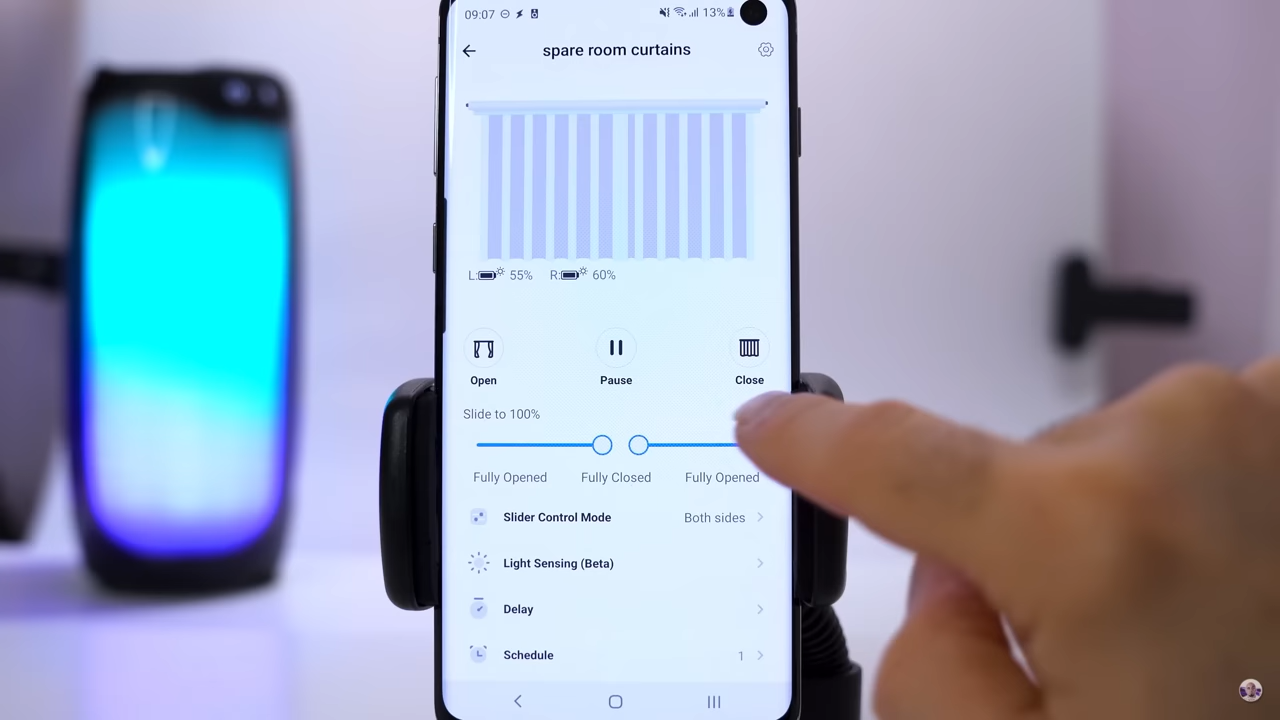 09:07 13%
spare room curtains
L: 55% R: 60%
Open Pause Close
Slide to 100%
Fully Opened Fully Closed Fully Opened
Slider Control Mode Both sides
Light Sensing (Beta)
Delay
Schedule 1